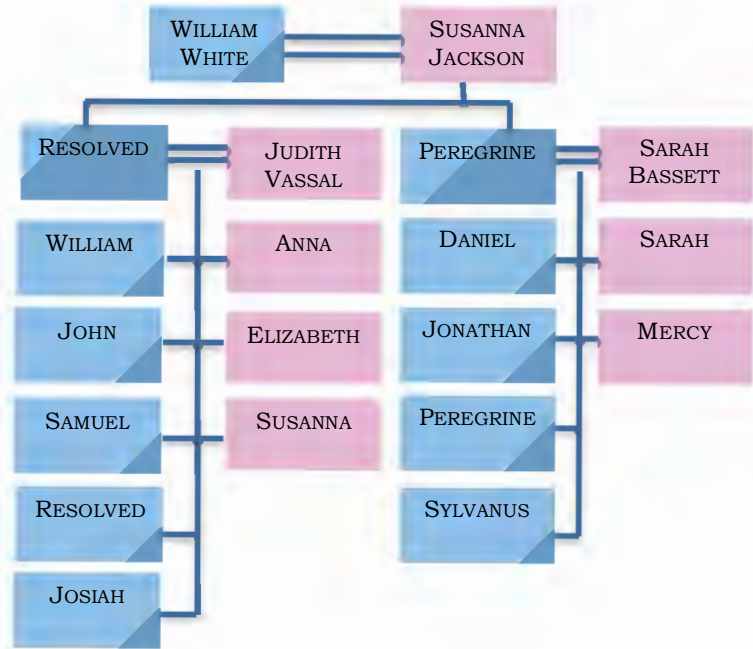 WILLIAM
WHITE
SUSANNA
JACKSON
RESOLVED
JUDITH
VASSAL
PEREGRINE
SARAH
BASSETT
WILLIAM
ANNA
DANIEL
SARAH
JOHN
ELIZABETH
JONATHAN
MERCY
SAMUEL
SUSANNA
PEREGRINE
RESOLVED
SYLVANUS
JOSIAH